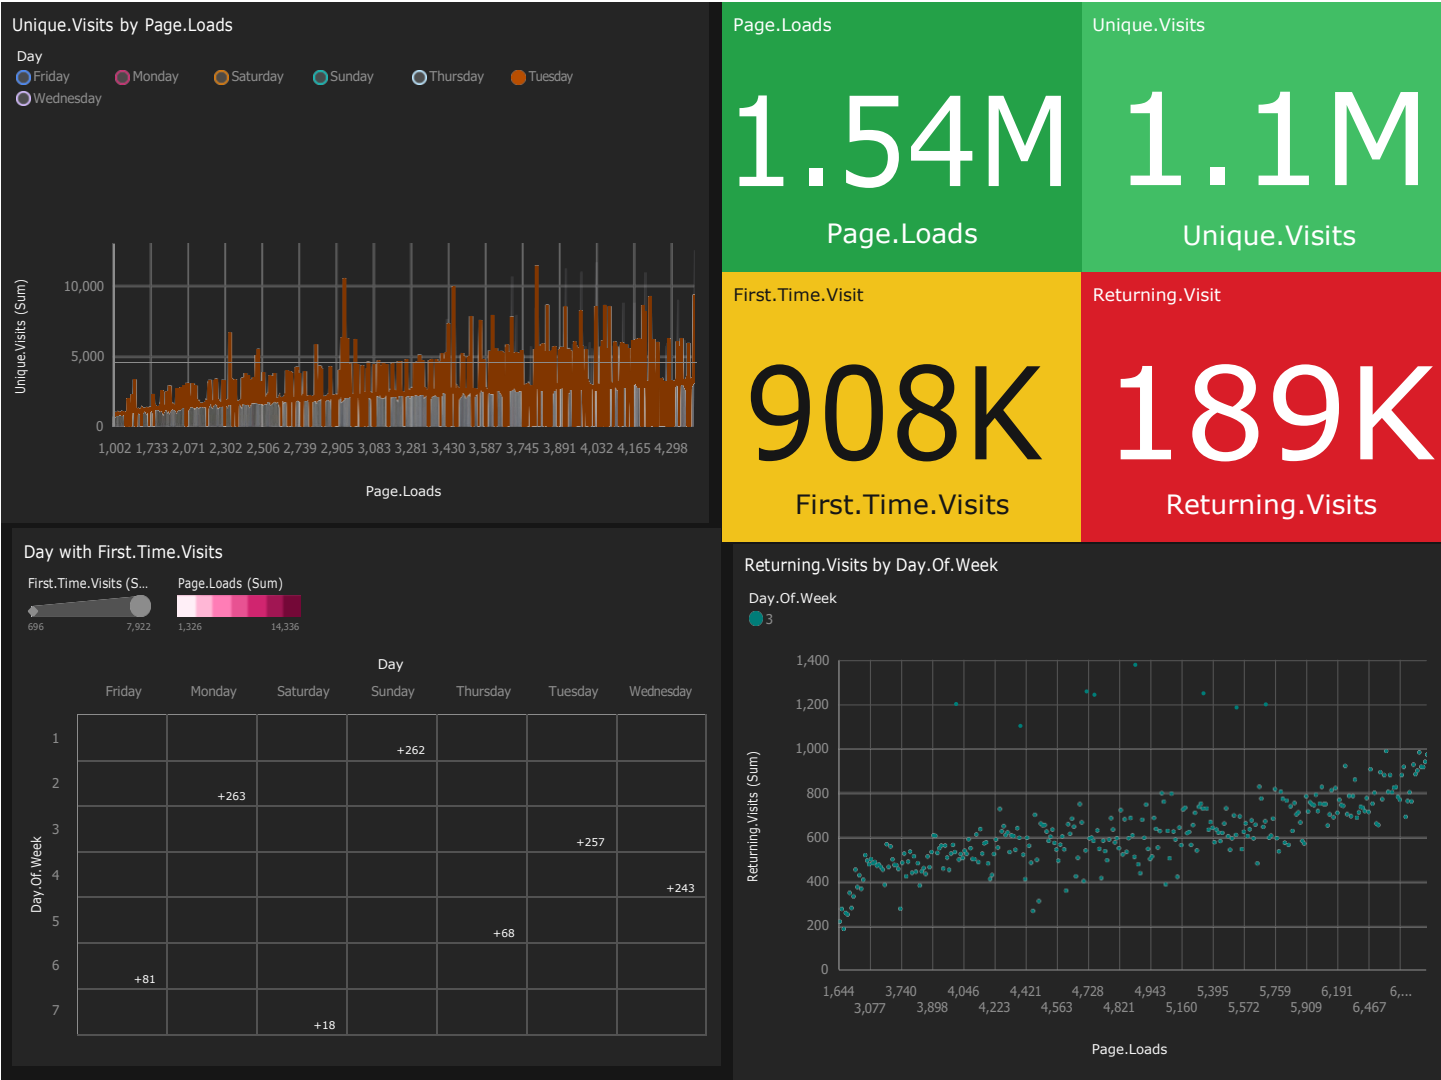 Unique.Visits by Page.Loads
Day
Friday Monday Saturday Sunday Thursday Tuesday
Wednesday
Unique.Visits (Sum)
10,000
5,000
0
1,002 1,733 2,071 2,302 2,506 2,739 2,905 3,083 3,281 3,430 3,587 3,745 3,891 4,032 4,165 4,298
Page.Loads
Page.Loads
1.54M
Page.Loads
Unique.Visits
1.1M
Unique.Visits
First.Time.Visit
908K
First.Time.Visits
Returning.Visit
189K
Returning.Visits
Day with First.Time.Visits
First.Time.Visits (S... Page.Loads (Sum)
696 7,922 1,326 14,336
Day
Friday Monday Saturday Sunday Thursday Tuesday Wednesday
Day.Of.Week
1 +262
2 +263
3 +257
4 +243
5 +68
6 +81
7 +18
Returning.Visits by Day.Of.Week
Day.Of.Week
3
Returning.Visits (Sum)
1,400
1,200
1,000
800
600
400
200
0
1,644 3,740 4,046 4,421 4,728 4,943 5,395 5,759 6,191 6,...
3,077 3,898 4,223 4,563 4,821 5,160 5,572 5,909 6,467
Page.Loads